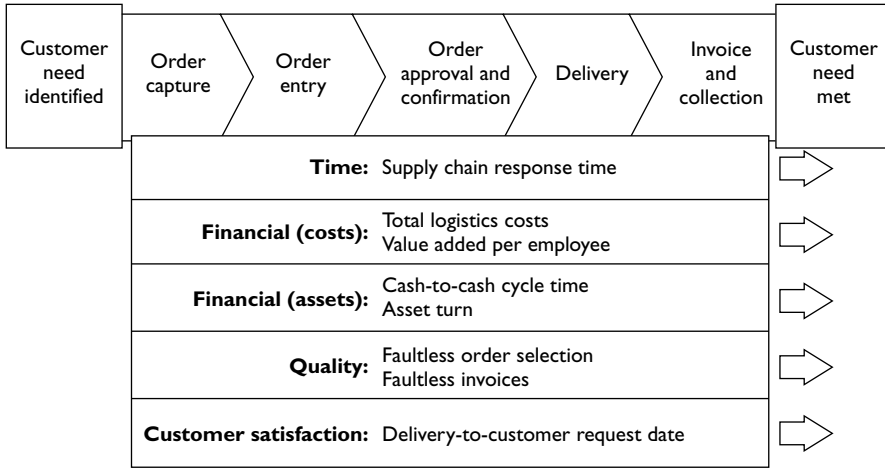 Customer
need
identified
Order
capture
Order
entry
Order
approval and
confirmation
Delivery
Invoice
and
collection
Customer
need
met
Time: Supply chain response time
Financial (costs): Total logistics costs
Value added per employee
Financial (assets): Cash-to-cash cycle time
Asset turn
Quality: Faultless order selection
Faultless invoices
Customer satisfaction: Delivery-to-customer request date